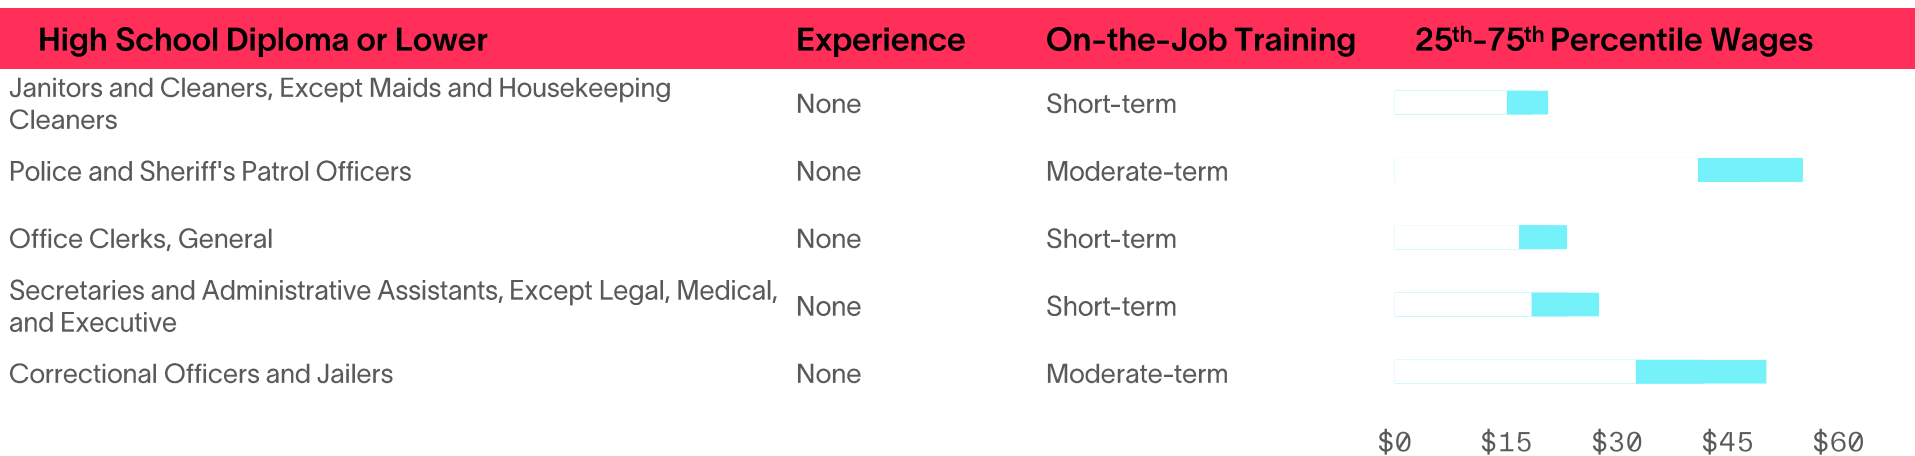 High School Diploma or Lower Experience On-the-Job Training 25th-75th Percentile Wages
Janitors and Cleaners, Except Maids and Housekeeping
Cleaners
None Short-term
Police and Sheriff's Patrol Officers None Moderate-term
Office Clerks, General None Short-term
Secretaries and Administrative Assistants, Except Legal, Medical,
and Executive
None Short-term
Correctional Officers and Jailers None Moderate-term
$0 $15 $30 $45 $60